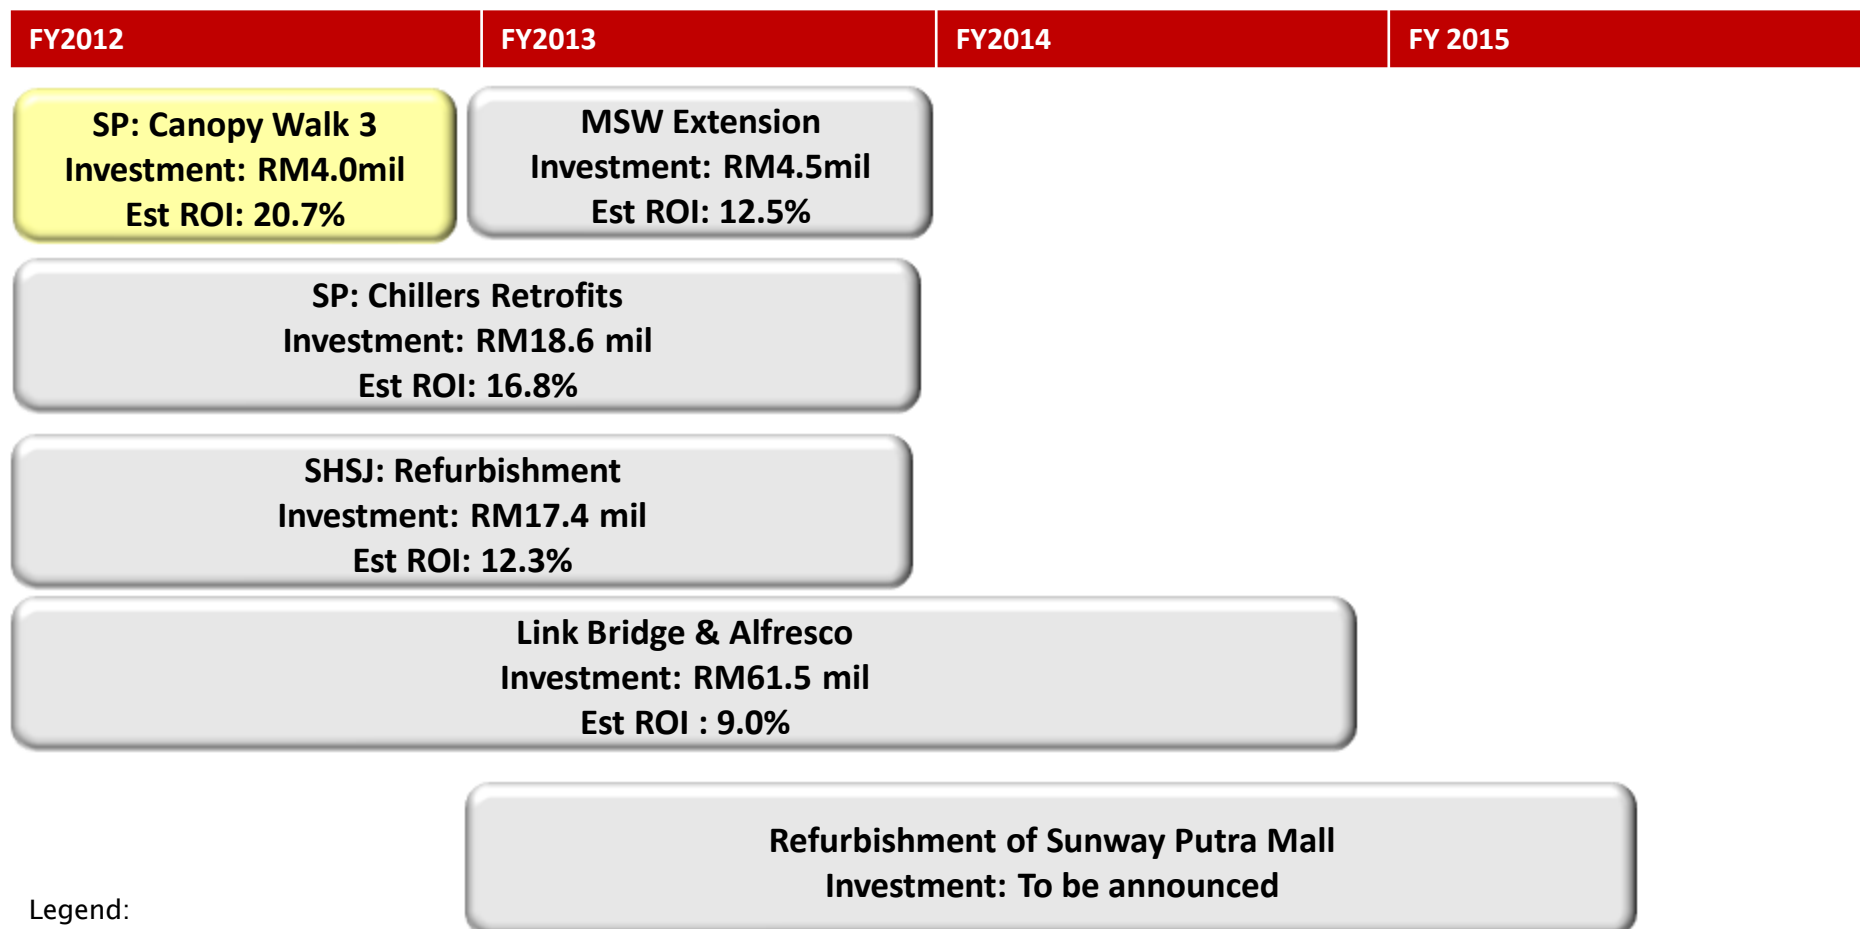 FY2012
FY2013
FY2014
FY 2015
SP: Canopy Walk 3
Investment: RM4.0mil
Est ROI: 20.7%
MSW Extension
Investment: RM4.5mil
Est ROI: 12.5%
SP: Chillers Retrofits
Investment: RM18.6 mil
Est ROI: 16.8%
SHSJ: Refurbishment
Investment: RM17.4 mil
Est ROI: 12.3%
Link Bridge & Alfresco
Investment: RM61.5 mil
Est ROI : 9.0%
Refurbishment of Sunway Putra Mall
Investment: To be announced
Legend: